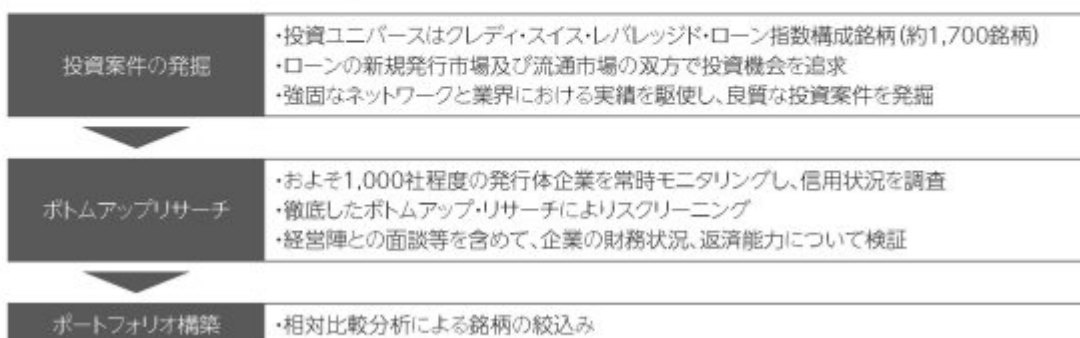 投資案件の発掘
・投資ユニバースはクレディ・スイス・レバレッジド・ローン指数構成銘柄(約1,700銘柄)
・ローンの新規発行市場及び流通市場の双方で投資機会を追求
・強固なネットワークと業界における実績を駆使し、良質な投資案件を発掘
ボトムアップリサーチ
・およそ1,000社程度の発行体企業を常時モニタリングし、信用状況を調査
・徹底したボトムアップ・リサーチによりスクリーニング
・経営陣との面談等を含めて、企業の財務状況、返済能力について検証
ポートフォリオ構築
・相対比較分析による銘柄の絞込み